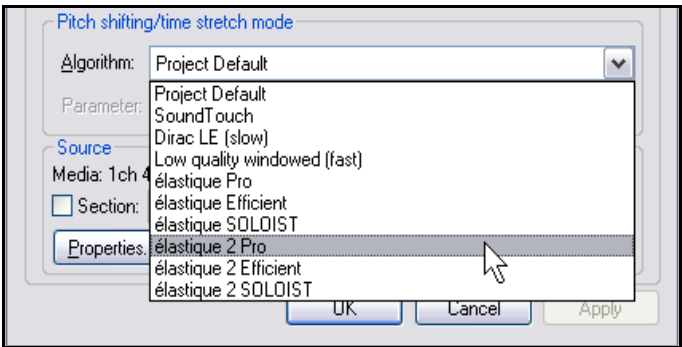 Pitch shifting/time stretch mode
Algorithm: Project Default
Parameter:
Project Default
SoundTouch
Dirac LE (slow)
Low quality windowed (fast)
élastique Pro
élastique Efficient
élastique SOLOIST
élastique 2 Pro
élastique 2 Efficient
élastique 2 SOLOIST
Source
Media: 1ch 4
Section:
Properties.
OK Cancel Apply